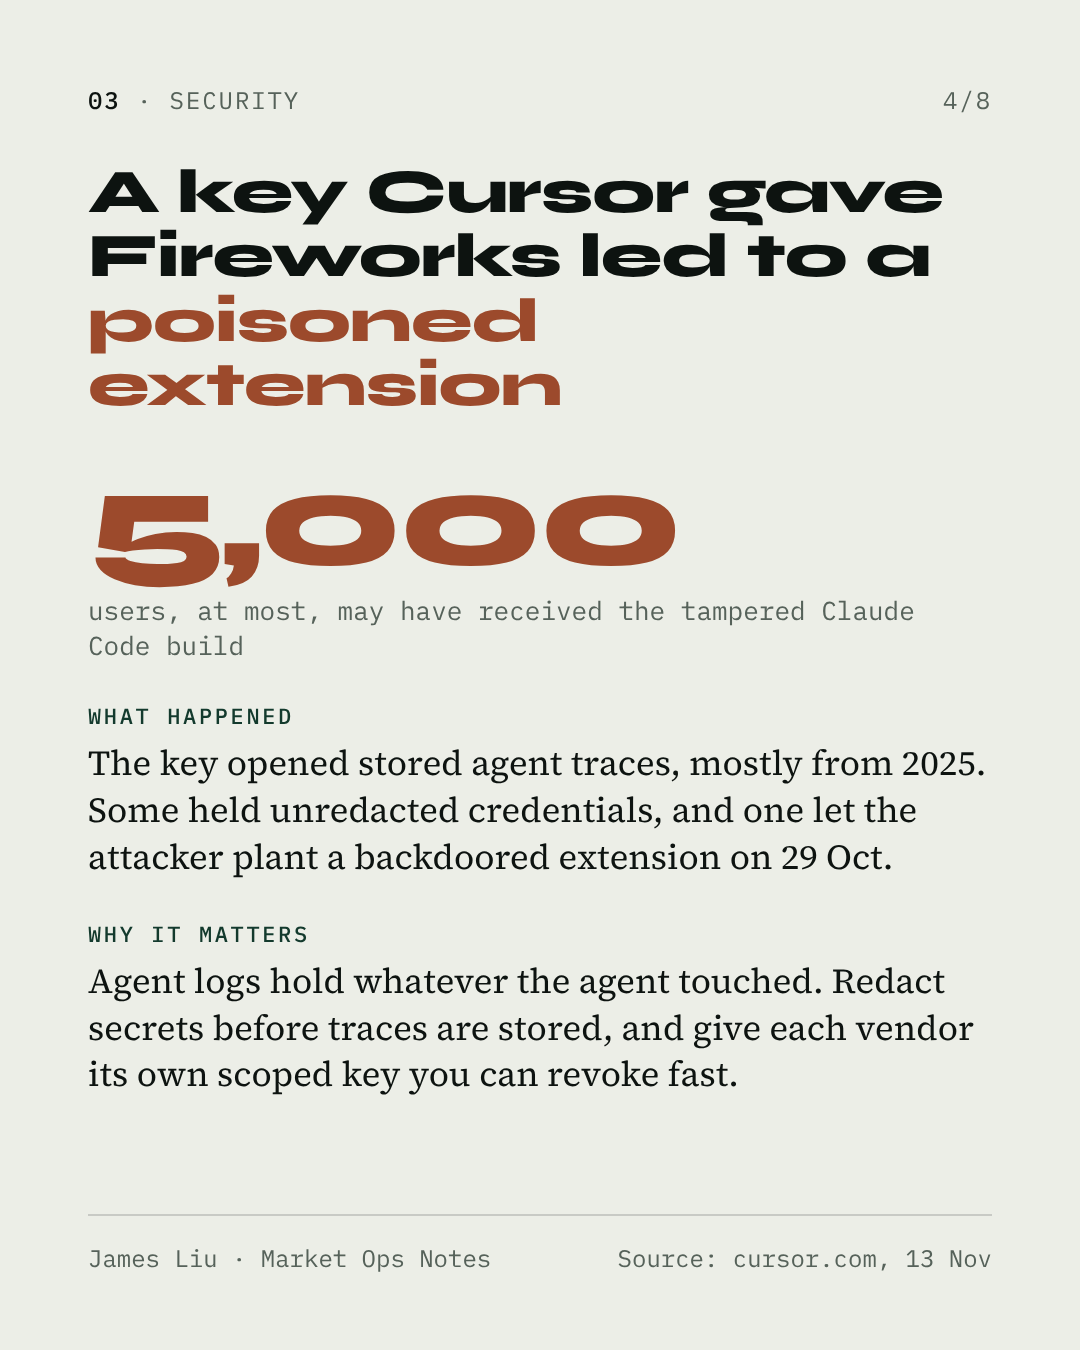 03 · SECURITY
4/8
A key Cursor gave
Fireworks led to a
poisoned
extension
5,000
users, at most, may have received the tampered Claude
Code build
WHAT HAPPENED
The key opened stored agent traces, mostly from 2025.
Some held unredacted credentials, and one let the
attacker plant a backdoored extension on 29 Oct.
WHY IT MATTERS
Agent logs hold whatever the agent touched. Redact
secrets before traces are stored, and give each vendor
its own scoped key you can revoke fast.
James Liu · Market Ops Notes
Source: cursor.com, 13 Nov